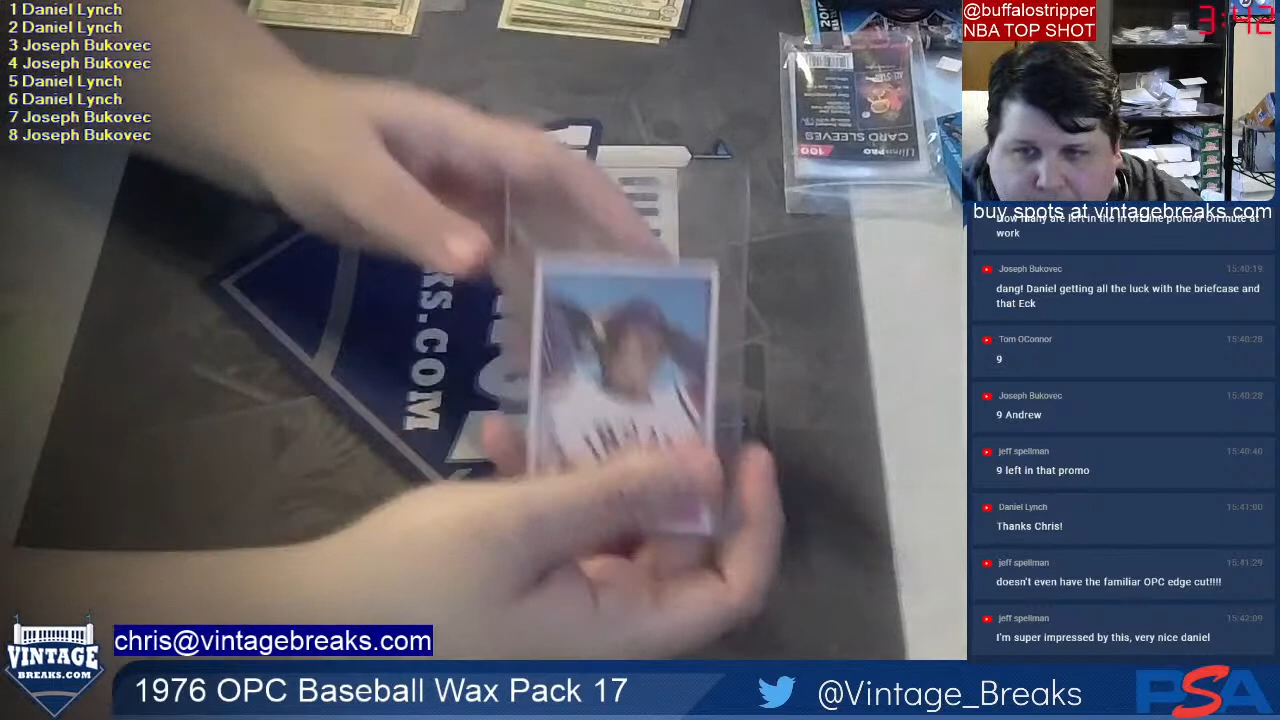 1 Daniel Lynch
2 Daniel Lynch
3 Joseph Bukovec
4 Joseph Bukovec
5 Daniel Lynch
6 Daniel Lynch
7 Joseph Bukovec
8 Joseph Bukovec
@buffalostripper
NBA TOP SHOT
3:42
buy spots at vintagebreaks.com
work
Joseph Bukovec 15:40:19
dang! Daniel getting all the luck with the briefcase and
that Eck
Tom OConnor 15:40:28
9
Joseph Bukovec 15:40:28
9 Andrew
jeff spellman 15:40:40
9 left in that promo
Daniel Lynch 15:41:00
Thanks Chris!
jeff spellman 15:41:29
doesn't even have the familiar OPC edge cut!!!!
jeff spellman 15:42:09
I'm super impressed by this, very nice daniel
CARD SLEEVES
100
RS.COM
chris@vintagebreaks.com
VINTAGE
BREAKS.COM
1976 OPC Baseball Wax Pack 17
@Vintage_Breaks
PSA